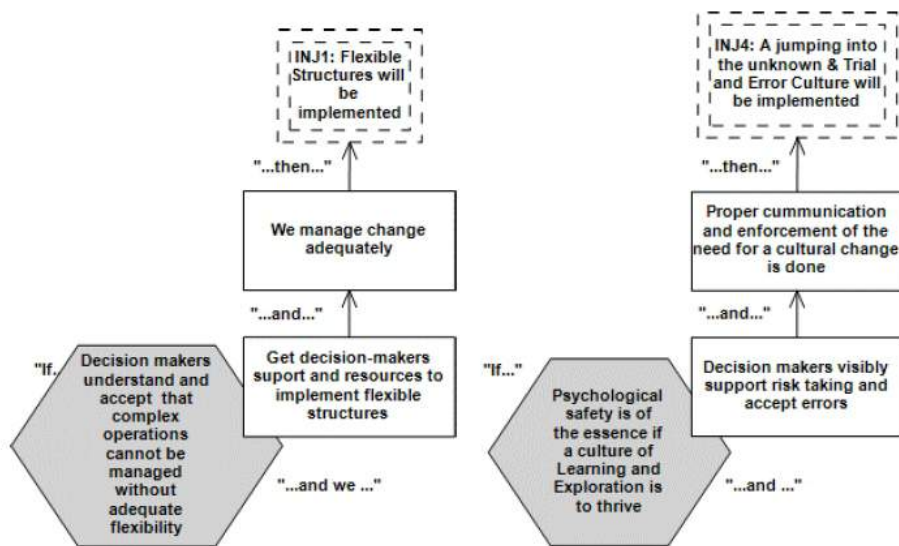 INJ1: Flexible
Structures will
be
implemented
"...then..."
We manage change
adequately
"...and..."
Get decision-makers
suport and resources to
implement flexible
structures
"If..
Decision makers
understand and
accept that
complex
operations
cannot be
managed
without
adequate
flexibility
"...and we ..."
INJ4: A jumping into
the unknown & Trial
and Error Culture will
be implemented
"...then..."
Proper cummunication
and enforcement of the
need for a cultural change
is done
"...and..."
Decision makers visibly
support risk taking and
accept errors
"If..."
Psychological
safety is of
the essence if
a culture of
Learning and
Exploration is
to thrive
"...and ..."